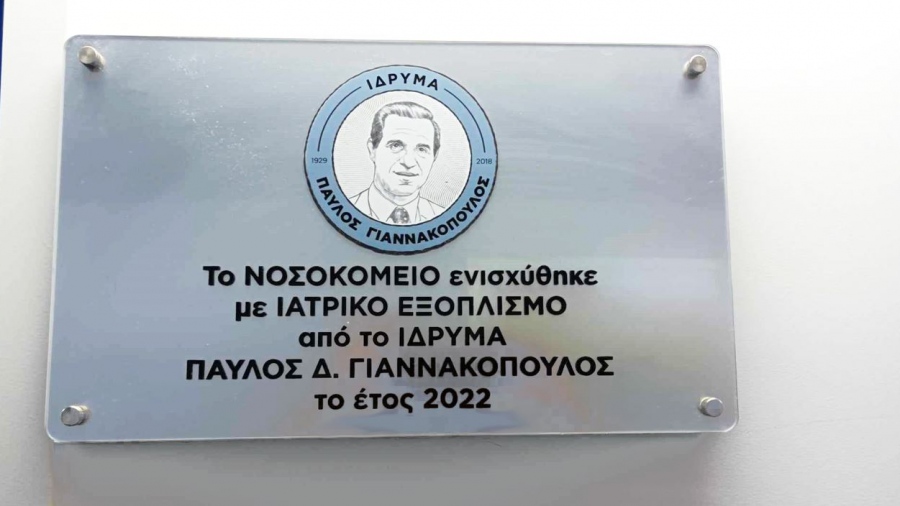 ΙΔΡΥΜΑ
1929 2018
ΠΑΥΛΟΣ ΓΙΑΝΝΑΚΟΠΟΥΛΟΣ
Το ΝΟΣΟΚΟΜΕΙΟ ενισχύθηκε
με ΙΑΤΡΙΚΟ ΕΞΟΠΛΙΣΜΟ
από το ΙΔΡΥΜΑ
ΠΑΥΛΟΣ Δ. ΓΙΑΝΝΑΚΟΠΟΥΛΟΣ
το έτος 2022